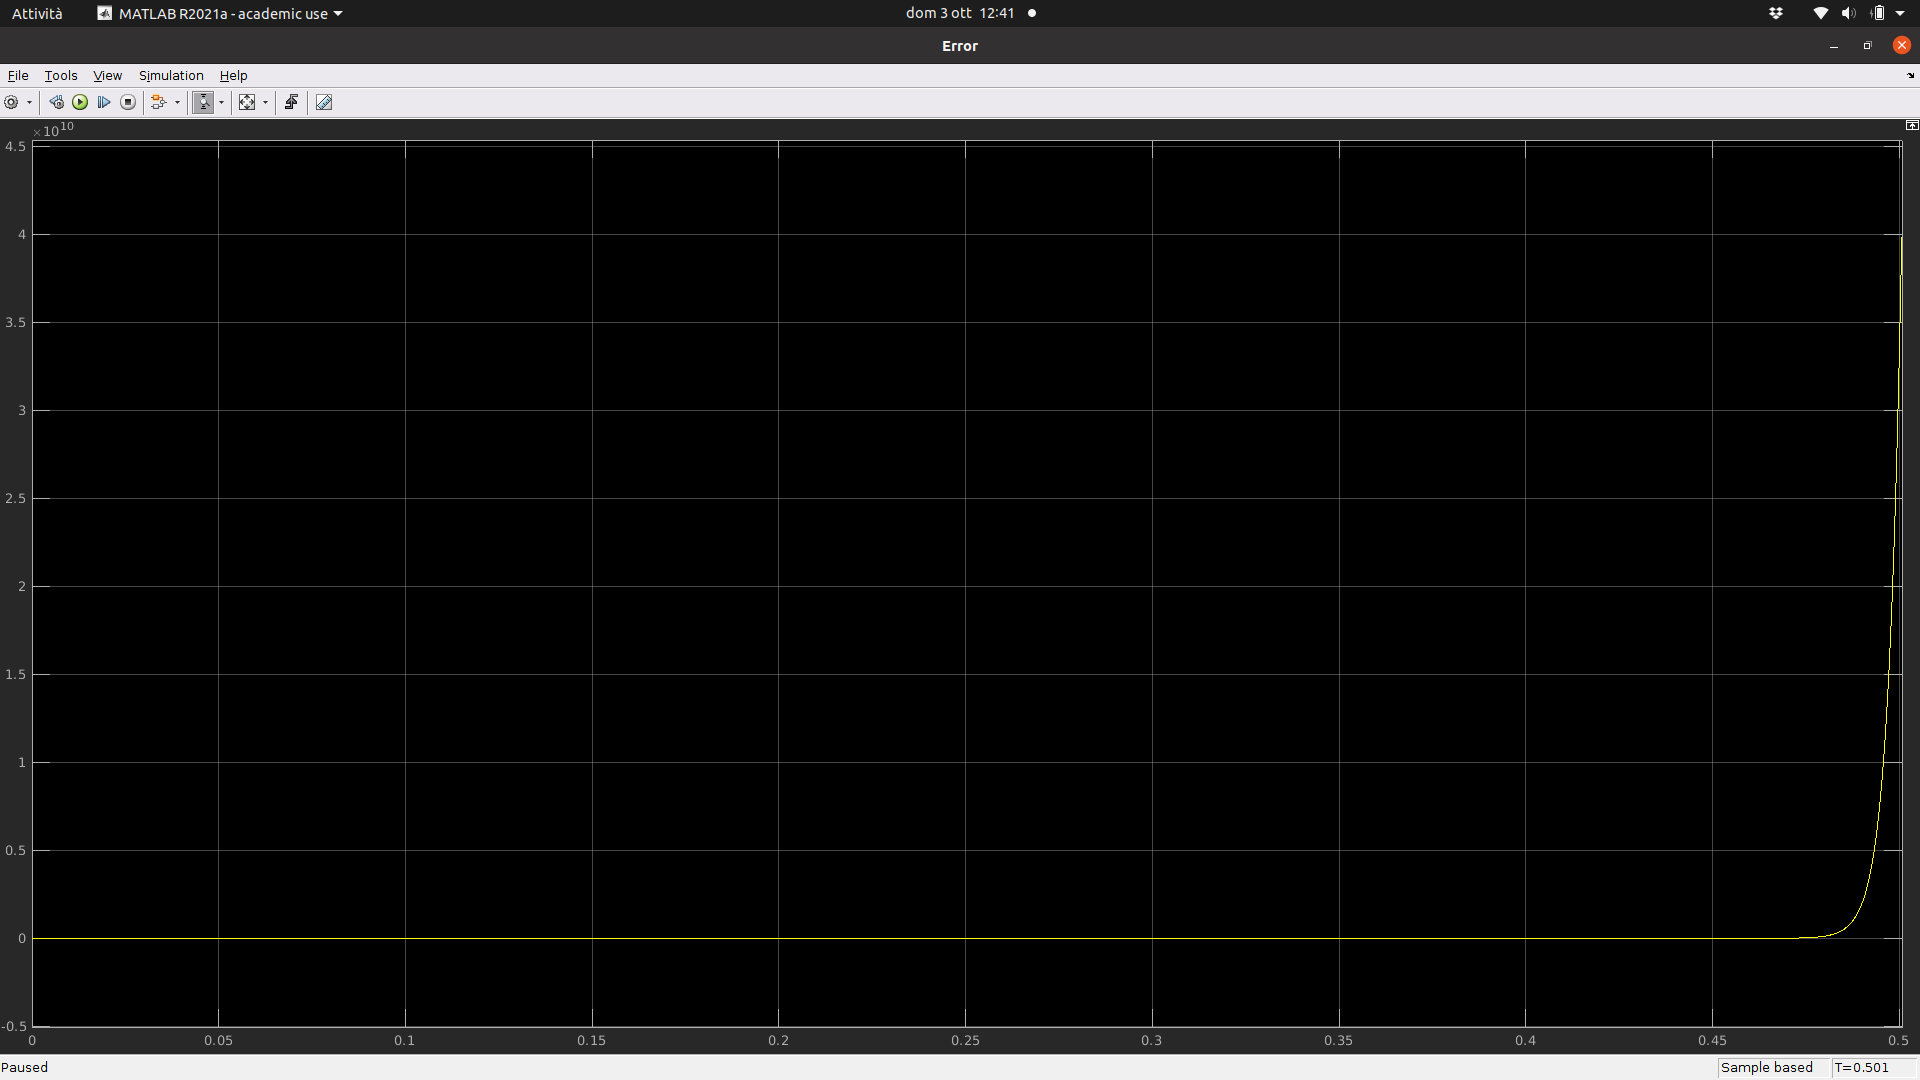 Attività MATLAB R2021a - academic use dom 3 ott 12:41
Error
File Tools View Simulation Help
×10^10
4.5
4
3.5
3
2.5
2
1.5
1
0.5
0
-0.5
0 0.05 0.1 0.15 0.2 0.25 0.3 0.35 0.4 0.45 0.5
Paused Sample based T=0.501